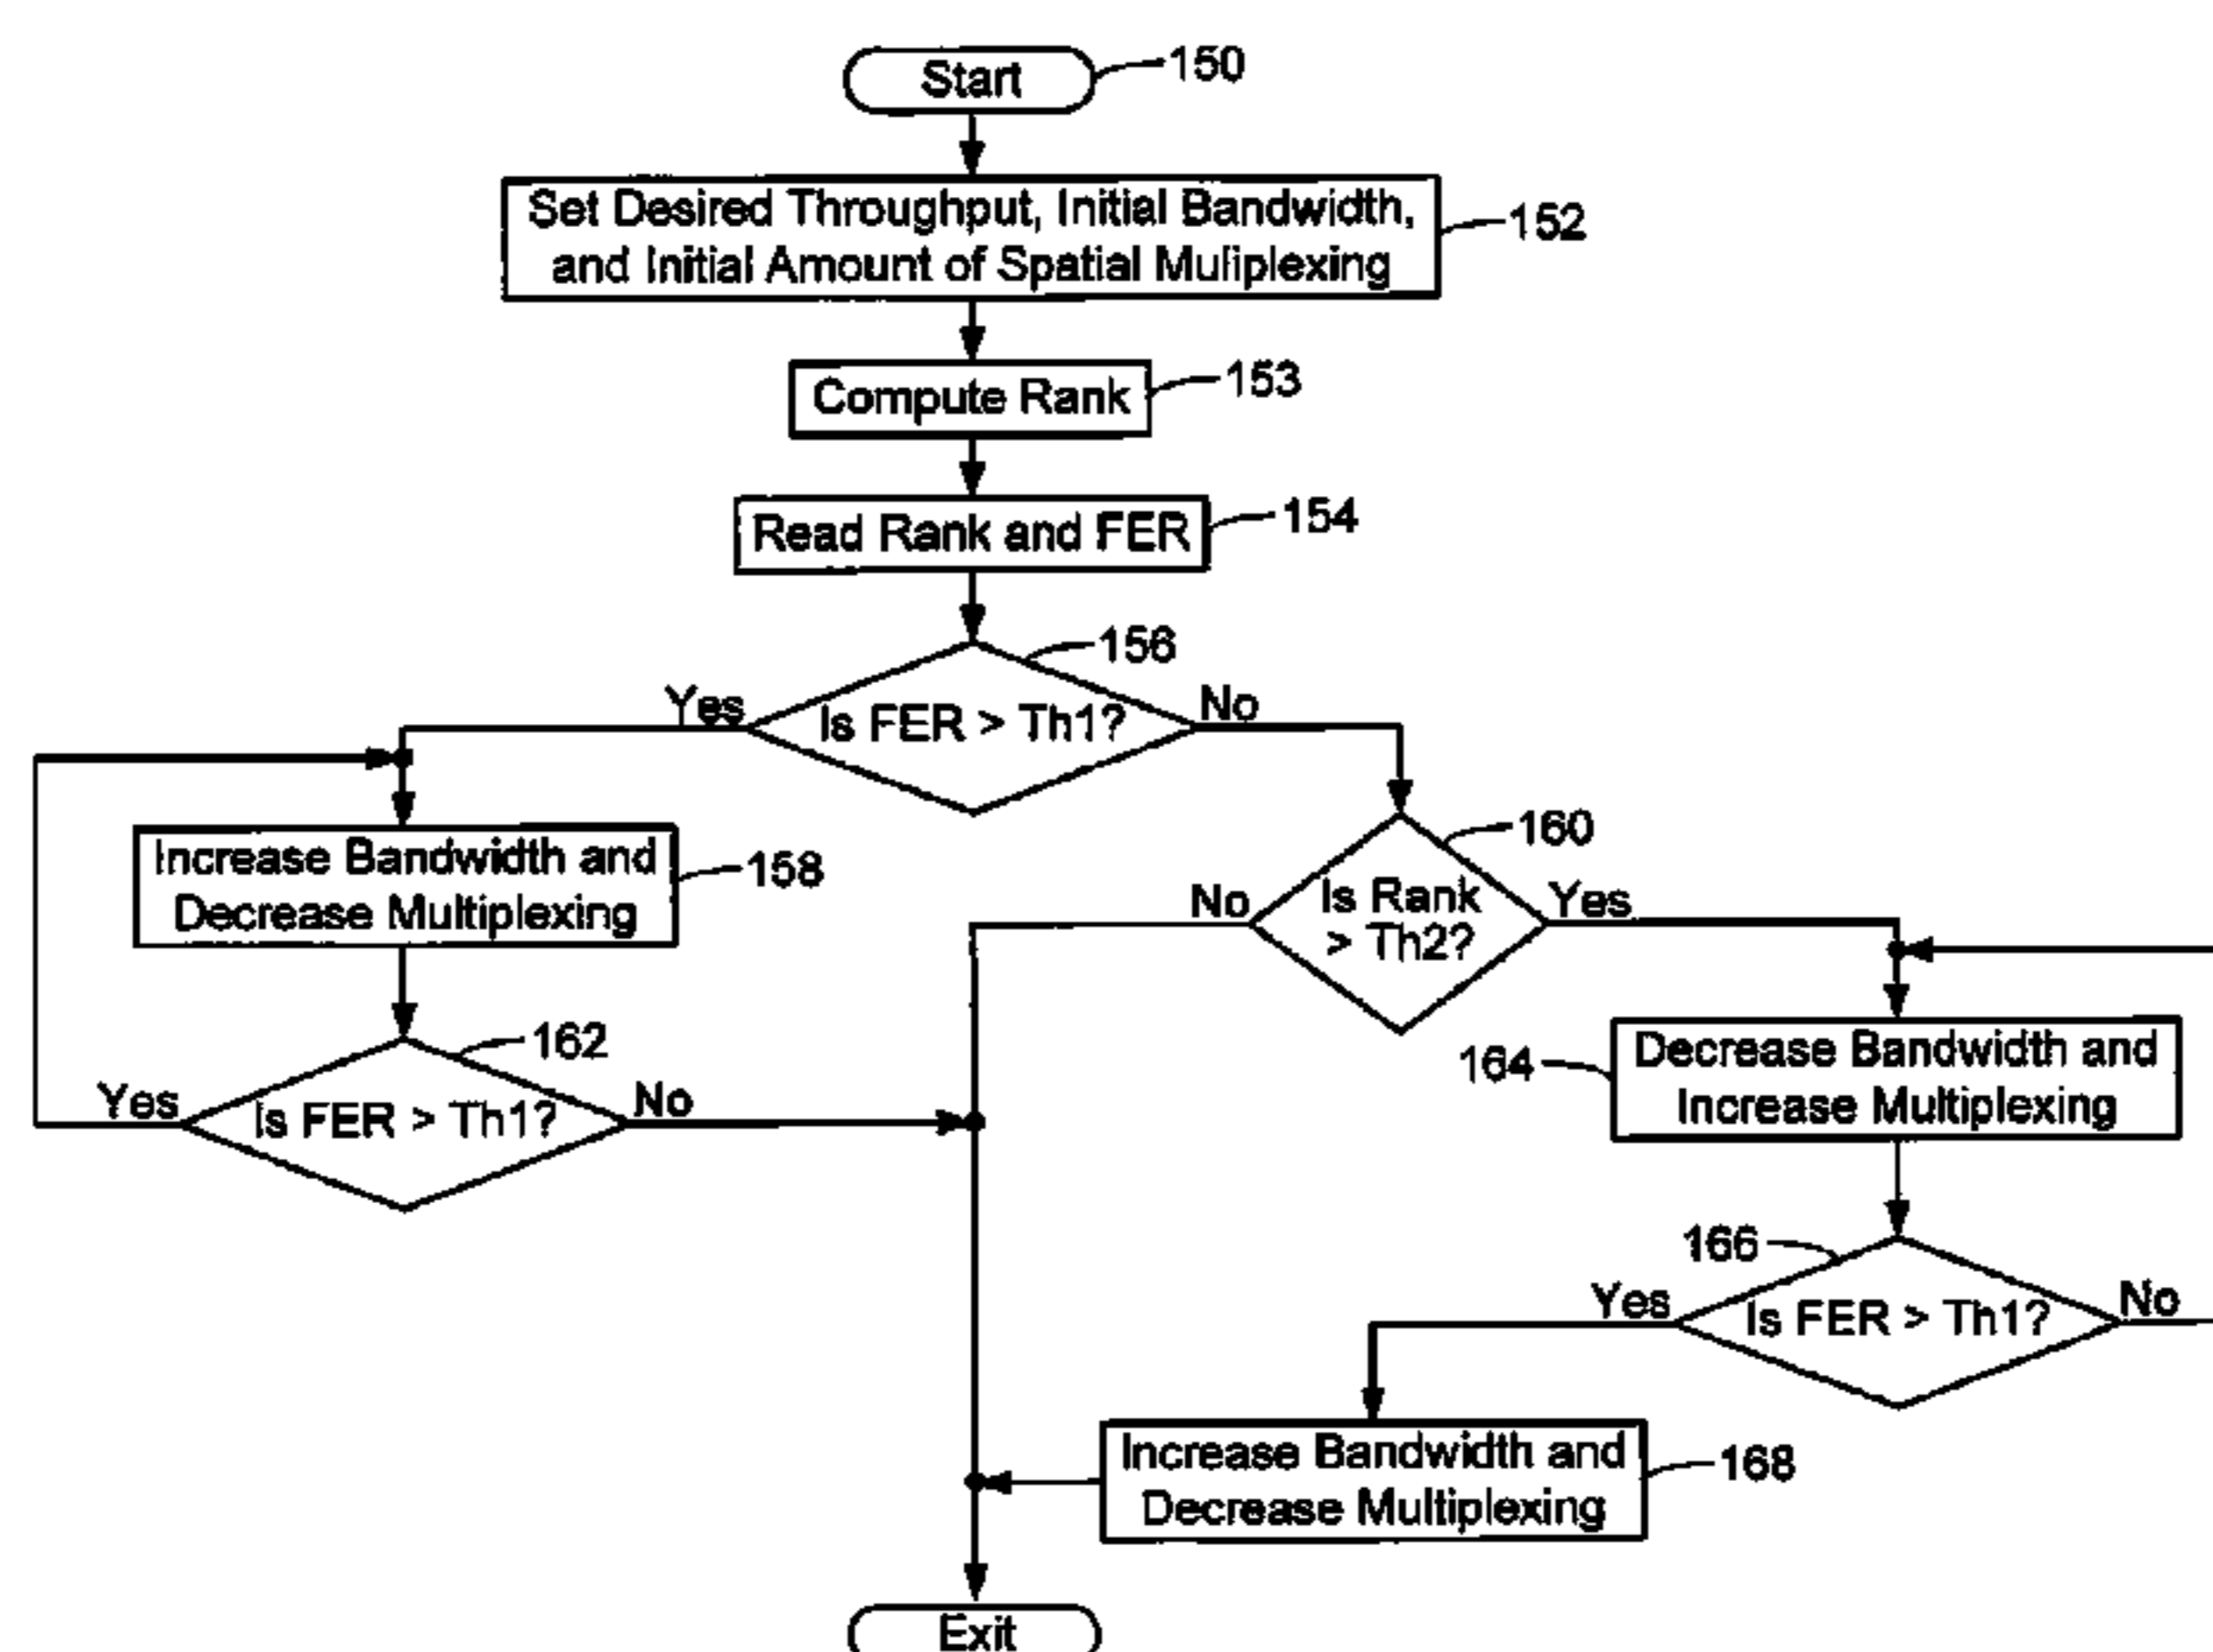 Start
150
Set Desired Throughput, Initial Bandwidth,
and Initial Amount of Spatial Muliplexing
152
Compute Rank
153
Read Rank and FER
154
156
Yes
Is FER > Th1?
No
Increase Bandwidth and
Decrease Multiplexing
158
160
No
Is Rank
> Th2?
Yes
162
Yes
Is FER > Th1?
No
164
Decrease Bandwidth and
Increase Multiplexing
166
Yes
Is FER > Th1?
No
Increase Bandwidth and
Decrease Multiplexing
168
Exit